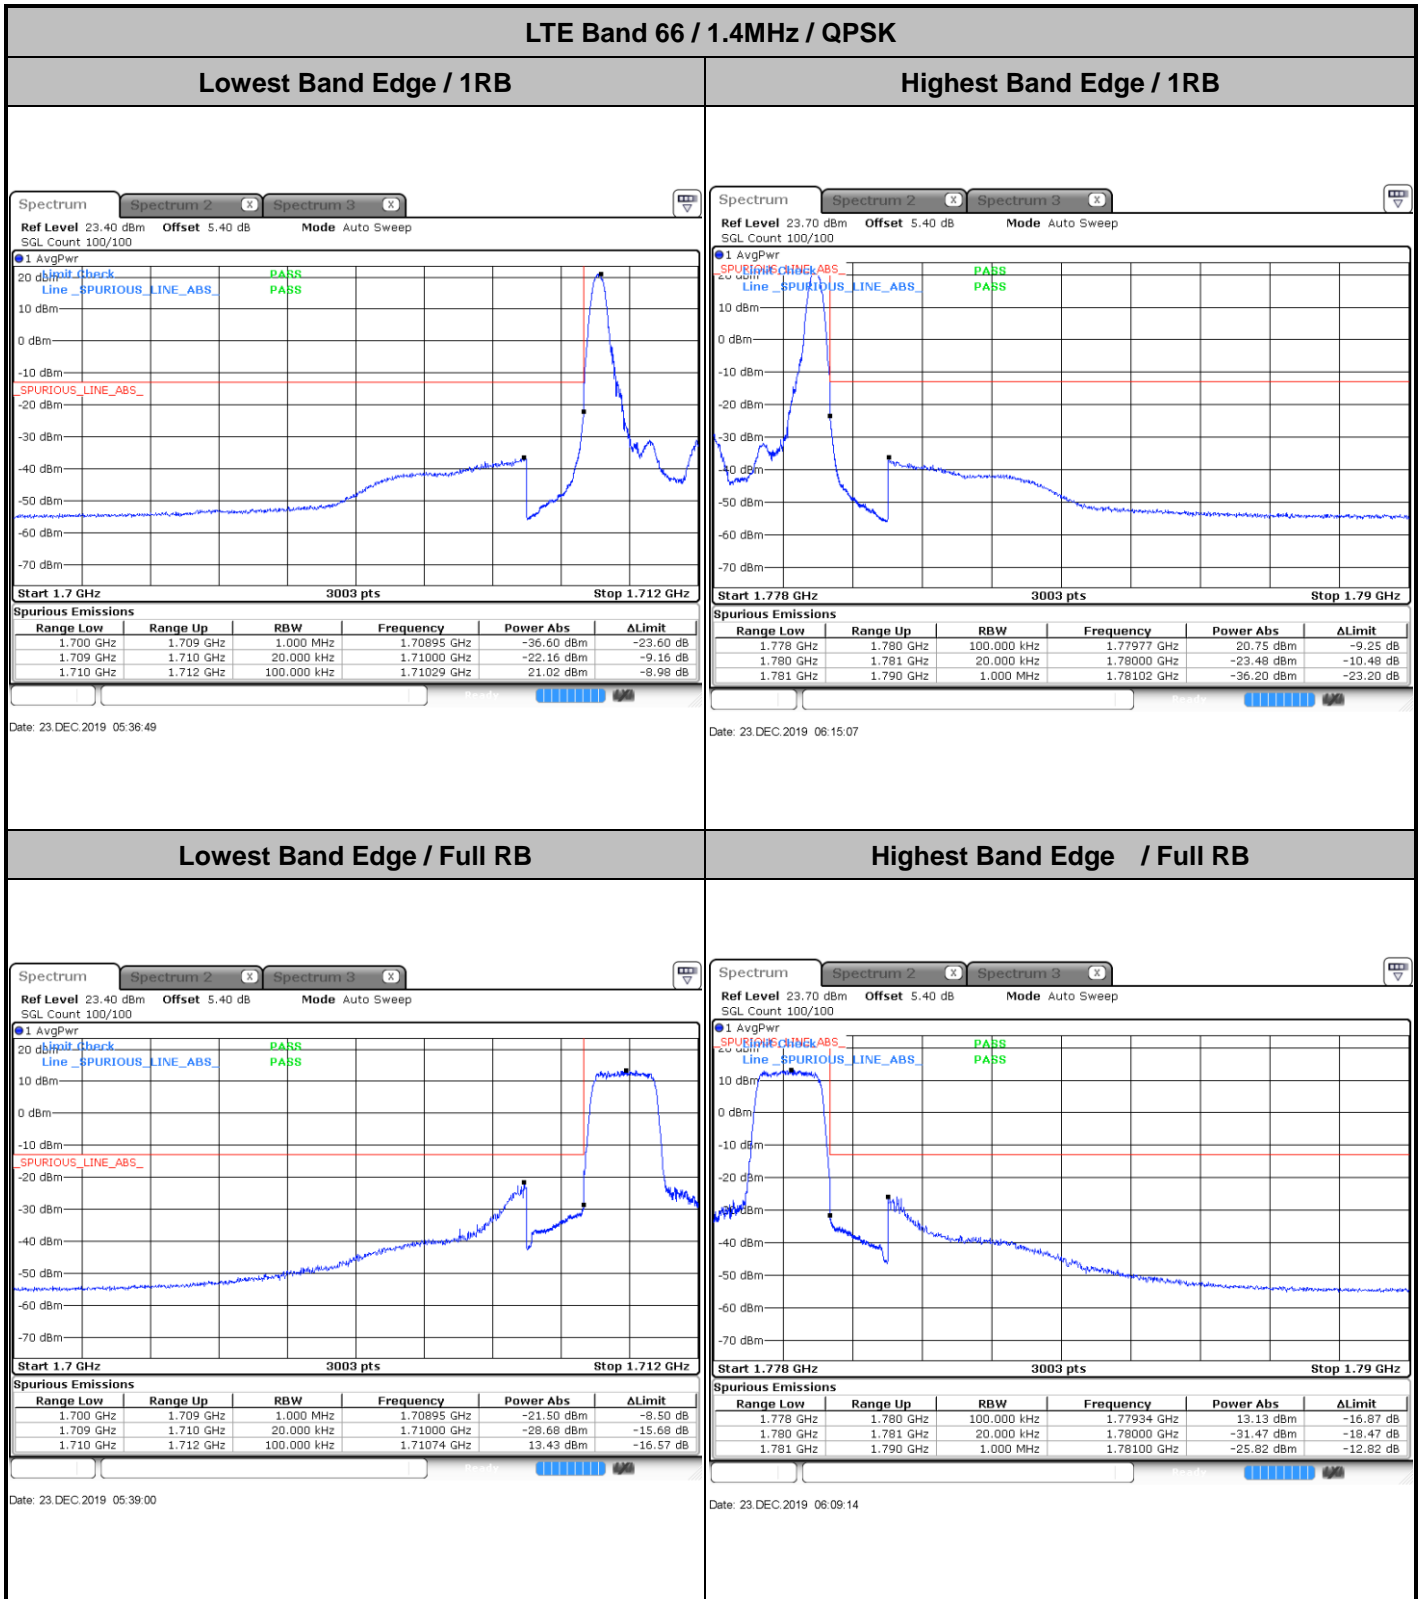 LTE Band 66 / 1.4MHz / QPSK
Lowest Band Edge / 1RB
Highest Band Edge / 1RB
Spectrum
Spectrum 2
X
Spectrum 3
X
Ref Level 23.40 dBm Offset 5.40 dB Mode Auto Sweep
SGL Count 100/100
1 AvgPwr
20 dBm
Limit Check PASS
Line _SPURIOUS_LINE_ABS_ PASS
10 dBm
0 dBm
-10 dBm
_SPURIOUS_LINE_ABS_
-20 dBm
-30 dBm
-40 dBm
-50 dBm
-60 dBm
-70 dBm
Start 1.7 GHz 3003 pts Stop 1.712 GHz
Spurious Emissions
Range Low Range Up RBW Frequency Power Abs ΔLimit
1.700 GHz 1.709 GHz 1.000 MHz 1.70895 GHz -36.60 dBm -23.60 dB
1.709 GHz 1.710 GHz 20.000 kHz 1.71000 GHz -22.16 dBm -9.16 dB
1.710 GHz 1.712 GHz 100.000 kHz 1.71029 GHz 21.02 dBm -8.98 dB
Ready
Date: 23.DEC.2019 05:36:49
Spectrum
Spectrum 2
X
Spectrum 3
X
Ref Level 23.70 dBm Offset 5.40 dB Mode Auto Sweep
SGL Count 100/100
1 AvgPwr
_SPURIOUS_LINE_ABS_
20 dBm
Limit Check PASS
Line _SPURIOUS_LINE_ABS_ PASS
10 dBm
0 dBm
-10 dBm
-20 dBm
-30 dBm
-40 dBm
-50 dBm
-60 dBm
-70 dBm
Start 1.778 GHz 3003 pts Stop 1.79 GHz
Spurious Emissions
Range Low Range Up RBW Frequency Power Abs ΔLimit
1.778 GHz 1.780 GHz 100.000 kHz 1.77977 GHz 20.75 dBm -9.25 dB
1.780 GHz 1.781 GHz 20.000 kHz 1.78000 GHz -23.48 dBm -10.48 dB
1.781 GHz 1.790 GHz 1.000 MHz 1.78102 GHz -36.20 dBm -23.20 dB
Ready
Date: 23.DEC.2019 06:15:07
Lowest Band Edge / Full RB
Highest Band Edge / Full RB
Spectrum
Spectrum 2
X
Spectrum 3
X
Ref Level 23.40 dBm Offset 5.40 dB Mode Auto Sweep
SGL Count 100/100
1 AvgPwr
20 dBm
Limit Check PASS
Line _SPURIOUS_LINE_ABS_ PASS
10 dBm
0 dBm
-10 dBm
_SPURIOUS_LINE_ABS_
-20 dBm
-30 dBm
-40 dBm
-50 dBm
-60 dBm
-70 dBm
Start 1.7 GHz 3003 pts Stop 1.712 GHz
Spurious Emissions
Range Low Range Up RBW Frequency Power Abs ΔLimit
1.700 GHz 1.709 GHz 1.000 MHz 1.70895 GHz -21.50 dBm -8.50 dB
1.709 GHz 1.710 GHz 20.000 kHz 1.71000 GHz -28.68 dBm -15.68 dB
1.710 GHz 1.712 GHz 100.000 kHz 1.71074 GHz 13.43 dBm -16.57 dB
Ready
Date: 23.DEC.2019 05:39:00
Spectrum
Spectrum 2
X
Spectrum 3
X
Ref Level 23.70 dBm Offset 5.40 dB Mode Auto Sweep
SGL Count 100/100
1 AvgPwr
_SPURIOUS_LINE_ABS_
20 dBm
Limit Check PASS
Line _SPURIOUS_LINE_ABS_ PASS
10 dBm
0 dBm
-10 dBm
-20 dBm
-30 dBm
-40 dBm
-50 dBm
-60 dBm
-70 dBm
Start 1.778 GHz 3003 pts Stop 1.79 GHz
Spurious Emissions
Range Low Range Up RBW Frequency Power Abs ΔLimit
1.778 GHz 1.780 GHz 100.000 kHz 1.77934 GHz 13.13 dBm -16.87 dB
1.780 GHz 1.781 GHz 20.000 kHz 1.78000 GHz -31.47 dBm -18.47 dB
1.781 GHz 1.790 GHz 1.000 MHz 1.78100 GHz -25.82 dBm -12.82 dB
Ready
Date: 23.DEC.2019 06:09:14